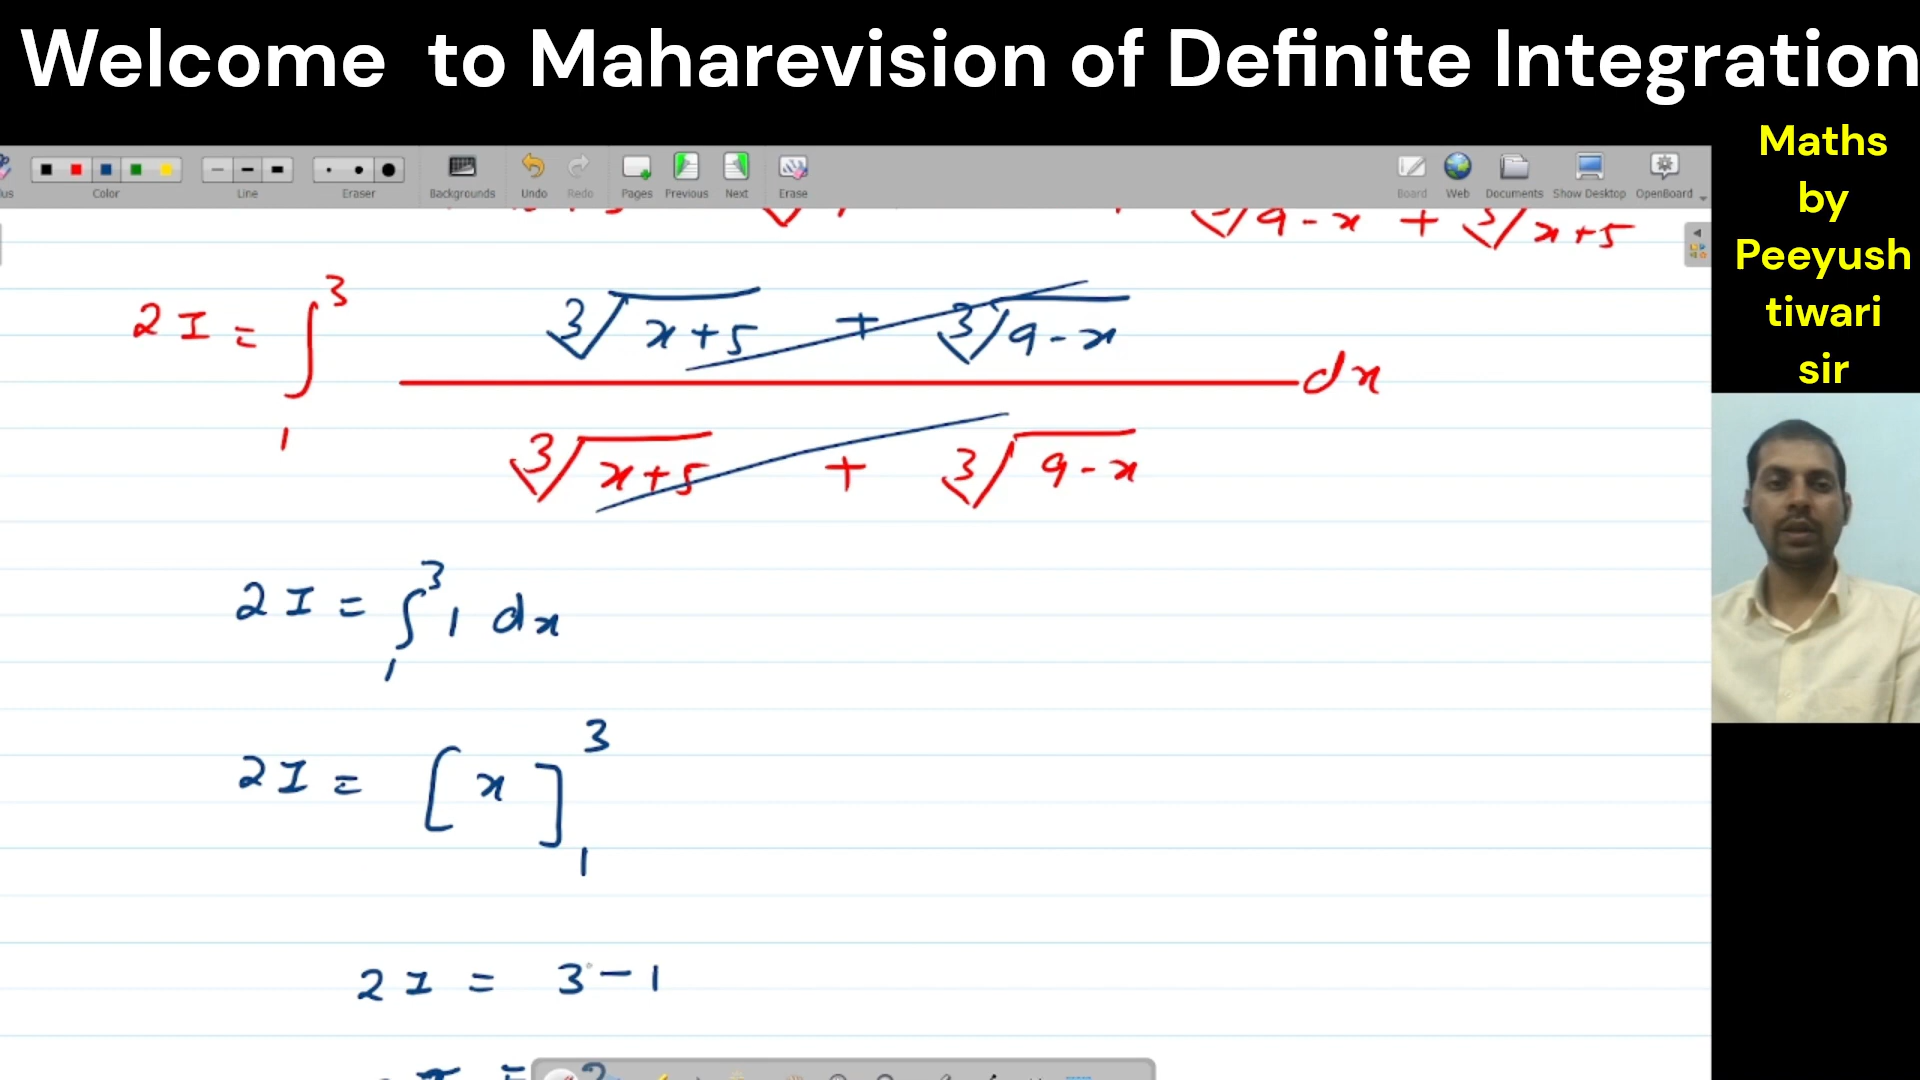 Welcome to Maharevision of Definite Integration
Maths
by
Peeyush
tiwari
sir
Color
Line
Eraser
Backgrounds
Undo
Redo
Pages
Previous
Next
Erase
Board
Web
Documents
Show Desktop
OpenBoard
∛9-x + ∛x+5
2I = ∫₁³ (∛x+5 + ∛9-x) / (∛x+5 + ∛9-x) dx
2I = ∫₁³ 1 dx
2I = [x]₁³
2I = 3-1